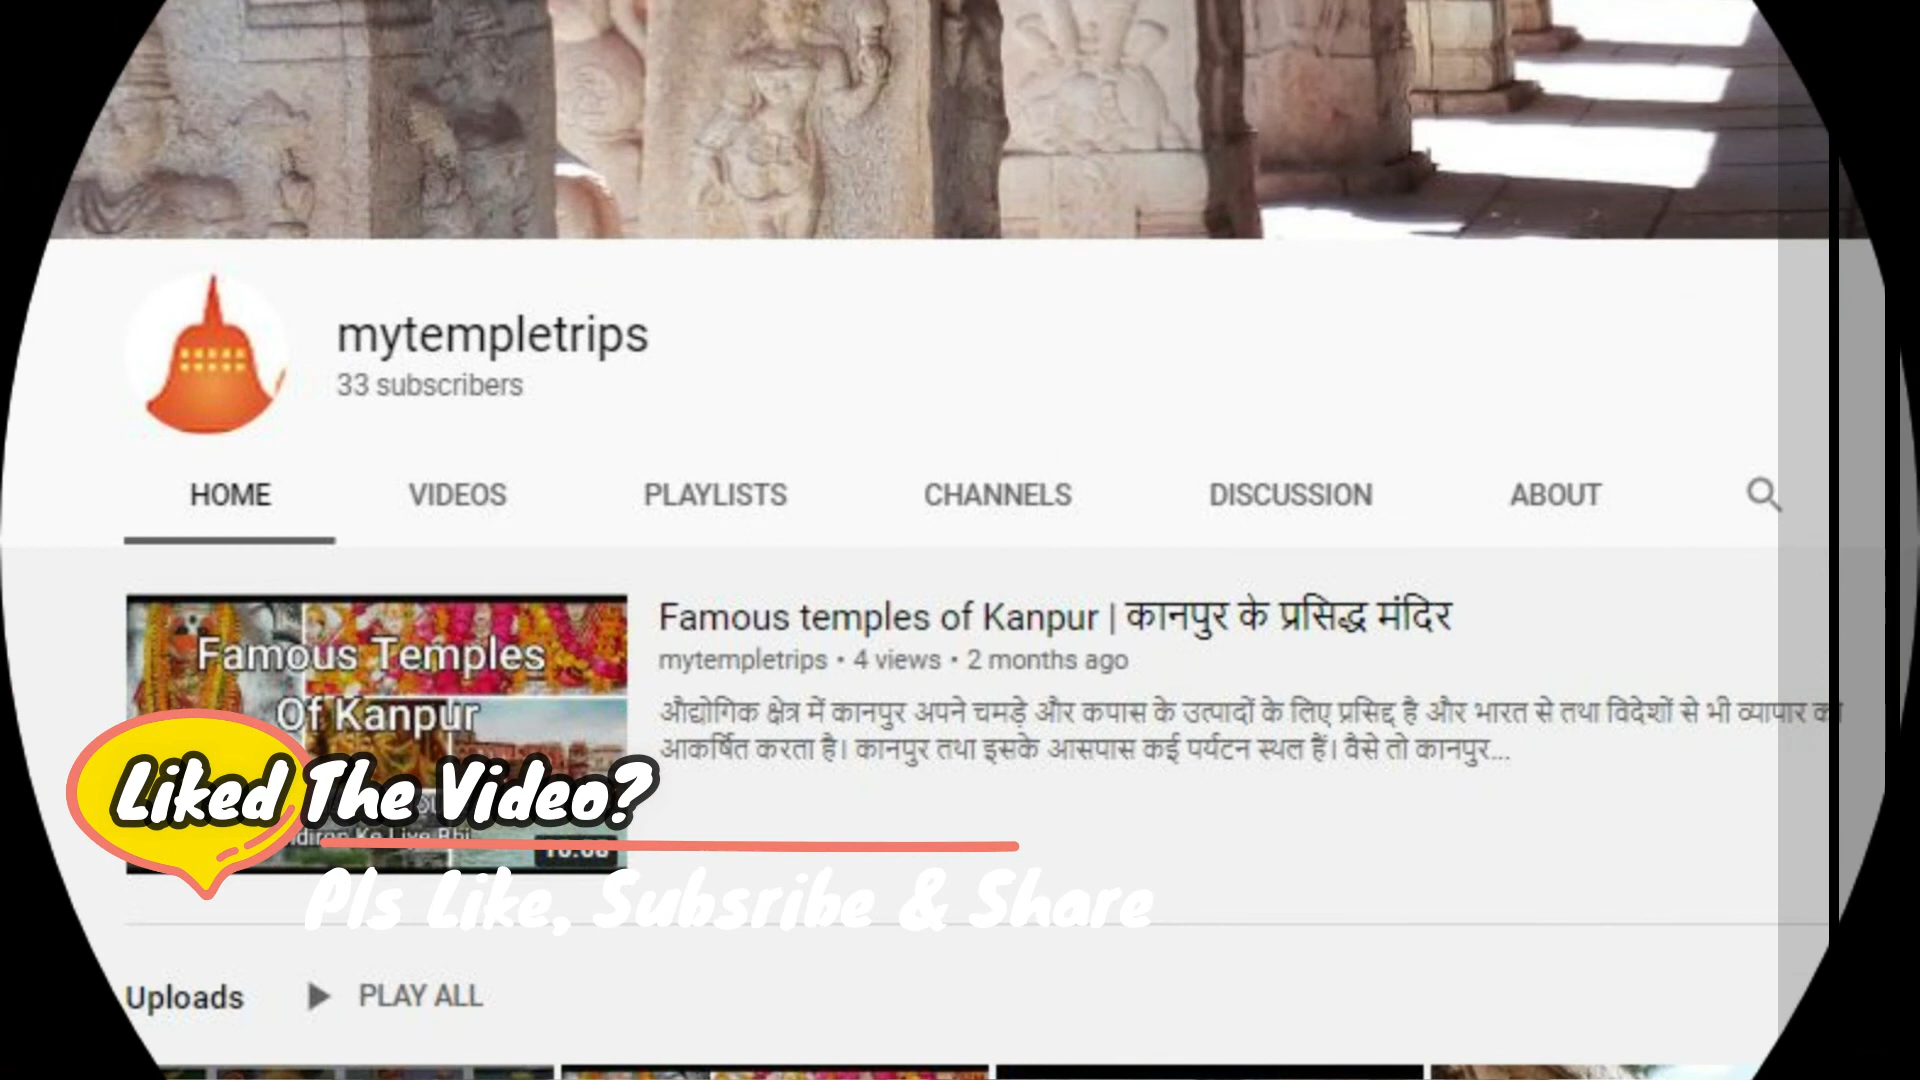 mytempletrips
33 subscribers
HOME VIDEOS PLAYLISTS CHANNELS DISCUSSION ABOUT
Famous Temples
Of Kanpur
Famous temples of Kanpur | कानपुर के प्रसिद्ध मंदिर
mytempletrips • 4 views • 2 months ago
औद्योगिक क्षेत्र में कानपुर अपने चमड़े और कपास के उत्पादों के लिए प्रसिद्द है और भारत से तथा विदेशों से भी व्यापार को
आकर्षित करता है। कानपुर तथा इसके आसपास कई पर्यटन स्थल हैं। वैसे तो कानपुर...
Liked The Video?
Pls Like, Subsribe & Share
Uploads PLAY ALL